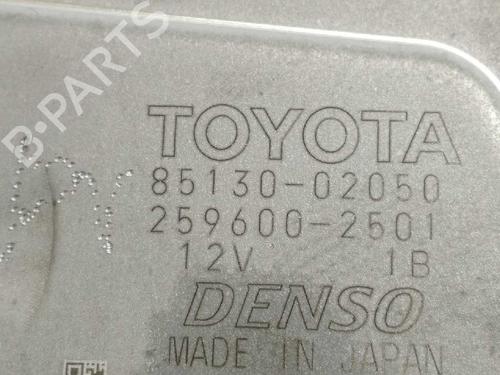 B-PARTS
TOYOTA
85130-02050
259600-2501
12V 1B
DENSO
MADE IN JAPAN